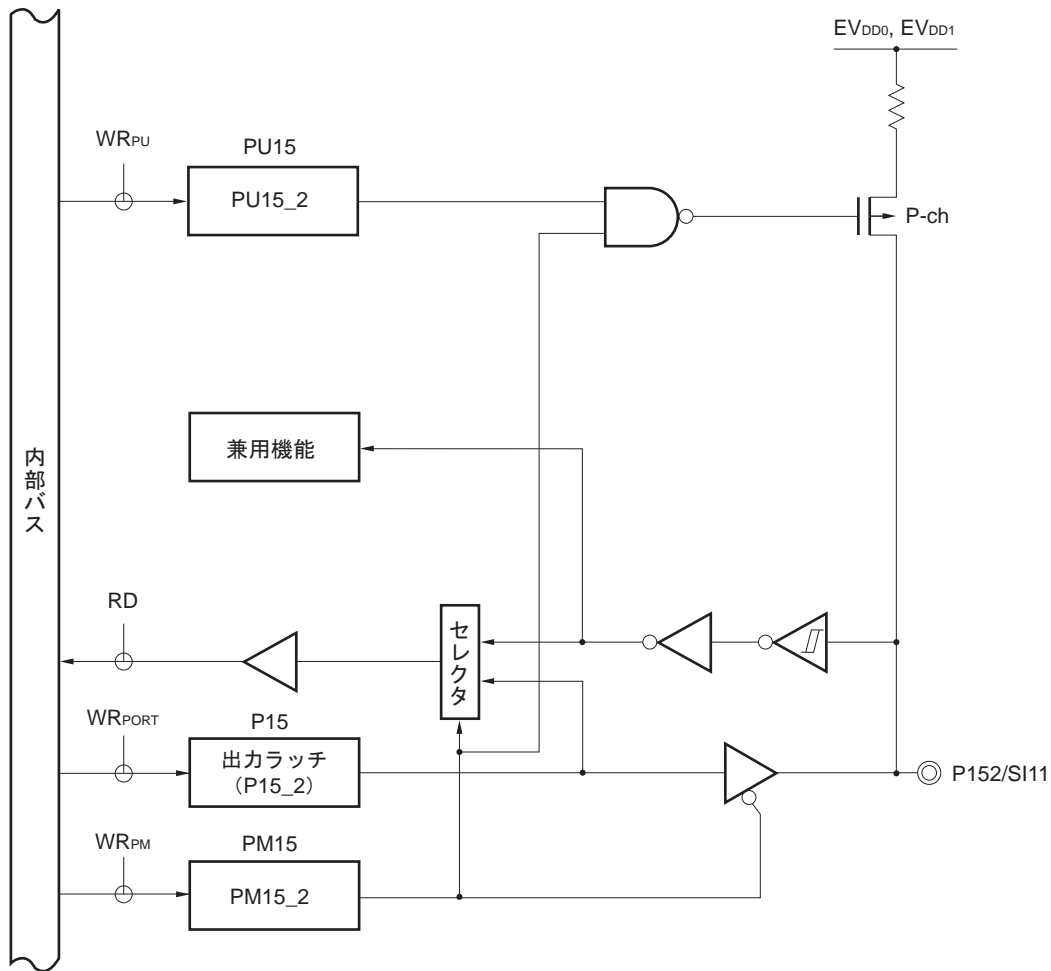 EVDD0, EVDD1
WRPU
PU15
PU15_2
P-ch
兼用機能
内部バス
RD
セレクタ
WRPORT
P15
出力ラッチ
（P15_2）
P152/SI11
WRPM
PM15
PM15_2